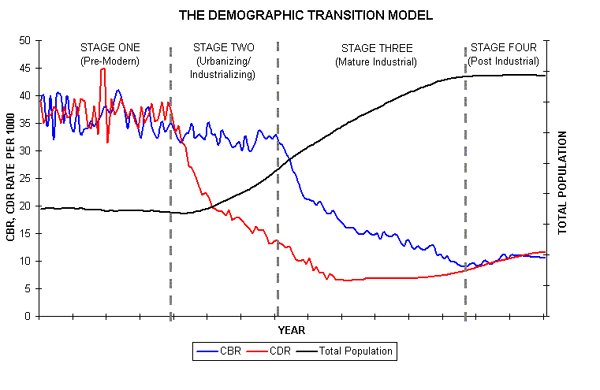 THE DEMOGRAPHIC TRANSITION MODEL
STAGE ONE
(Pre-Modern)
STAGE TWO
(Urbanizing/
Industrializing)
STAGE THREE
(Mature Industrial)
STAGE FOUR
(Post Industrial)
CBR, CDR RATE PER 1000
50
45
40
35
30
25
20
15
10
5
0
TOTAL POPULATION
YEAR
CBR CDR Total Population